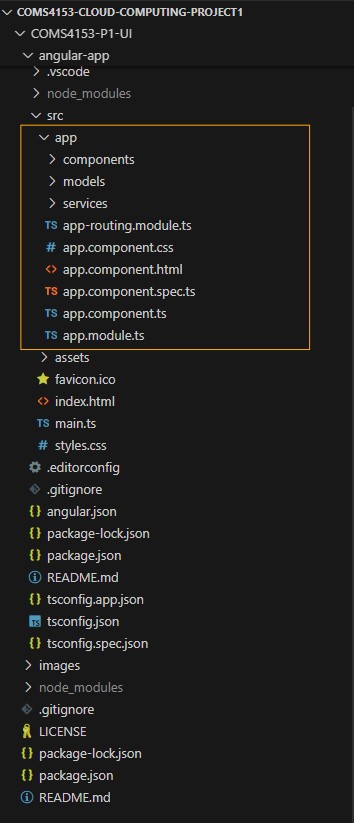 COMS4153-CLOUD-COMPUTING-PROJECT1
COMS4153-P1-UI
angular-app
.vscode
node_modules
src
app
components
models
services
TS app-routing.module.ts
# app.component.css
<> app.component.html
TS app.component.spec.ts
TS app.component.ts
TS app.module.ts
assets
favicon.ico
<> index.html
TS main.ts
# styles.css
.editorconfig
.gitignore
{} angular.json
{} package-lock.json
{} package.json
README.md
{} tsconfig.app.json
TS tsconfig.json
{} tsconfig.spec.json
images
node_modules
.gitignore
LICENSE
{} package-lock.json
{} package.json
README.md